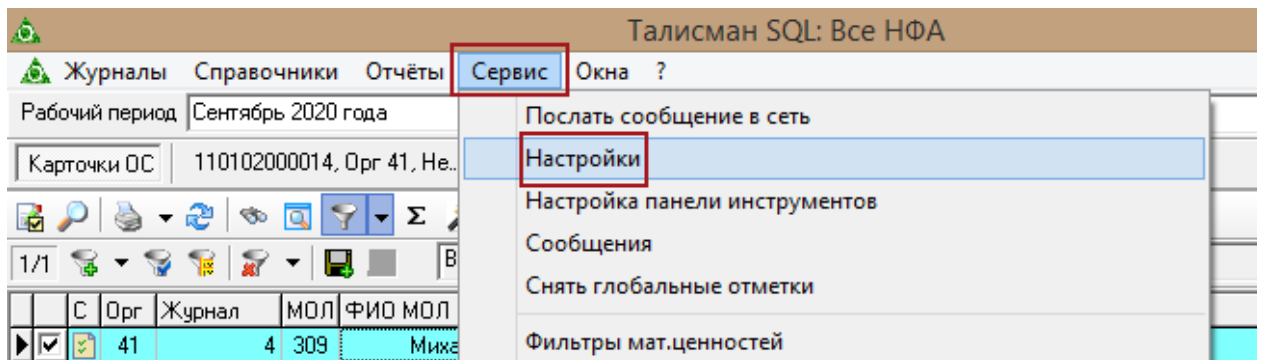 Талисман SQL: Все НФА
Журналы Справочники Отчёты Сервис Окна ?
Рабочий период Сентябрь 2020 года
Послать сообщение в сеть
Карточки ОС 110102000014, Орг 41, Не..
Настройки
Настройка панели инструментов
Сообщения
1/1 В
Снять глобальные отметки
С Орг Журнал МОЛ ФИО МОЛ
41 4 309 Миха
Фильтры мат.ценностей